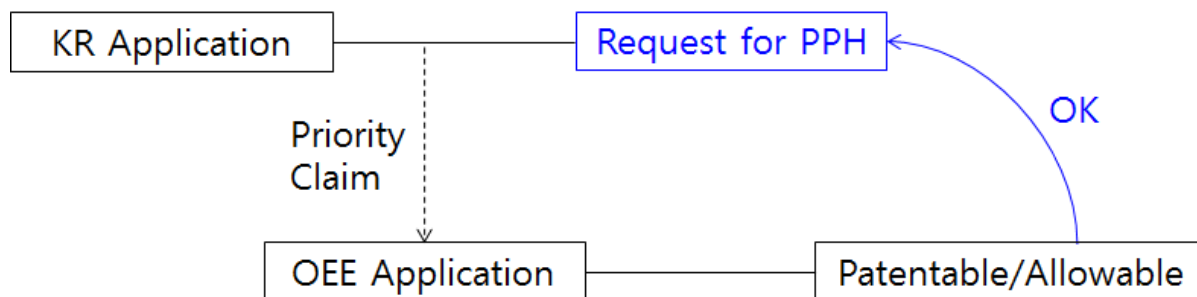 KR Application
Request for PPH
OK
Priority
Claim
OEE Application
Patentable/Allowable